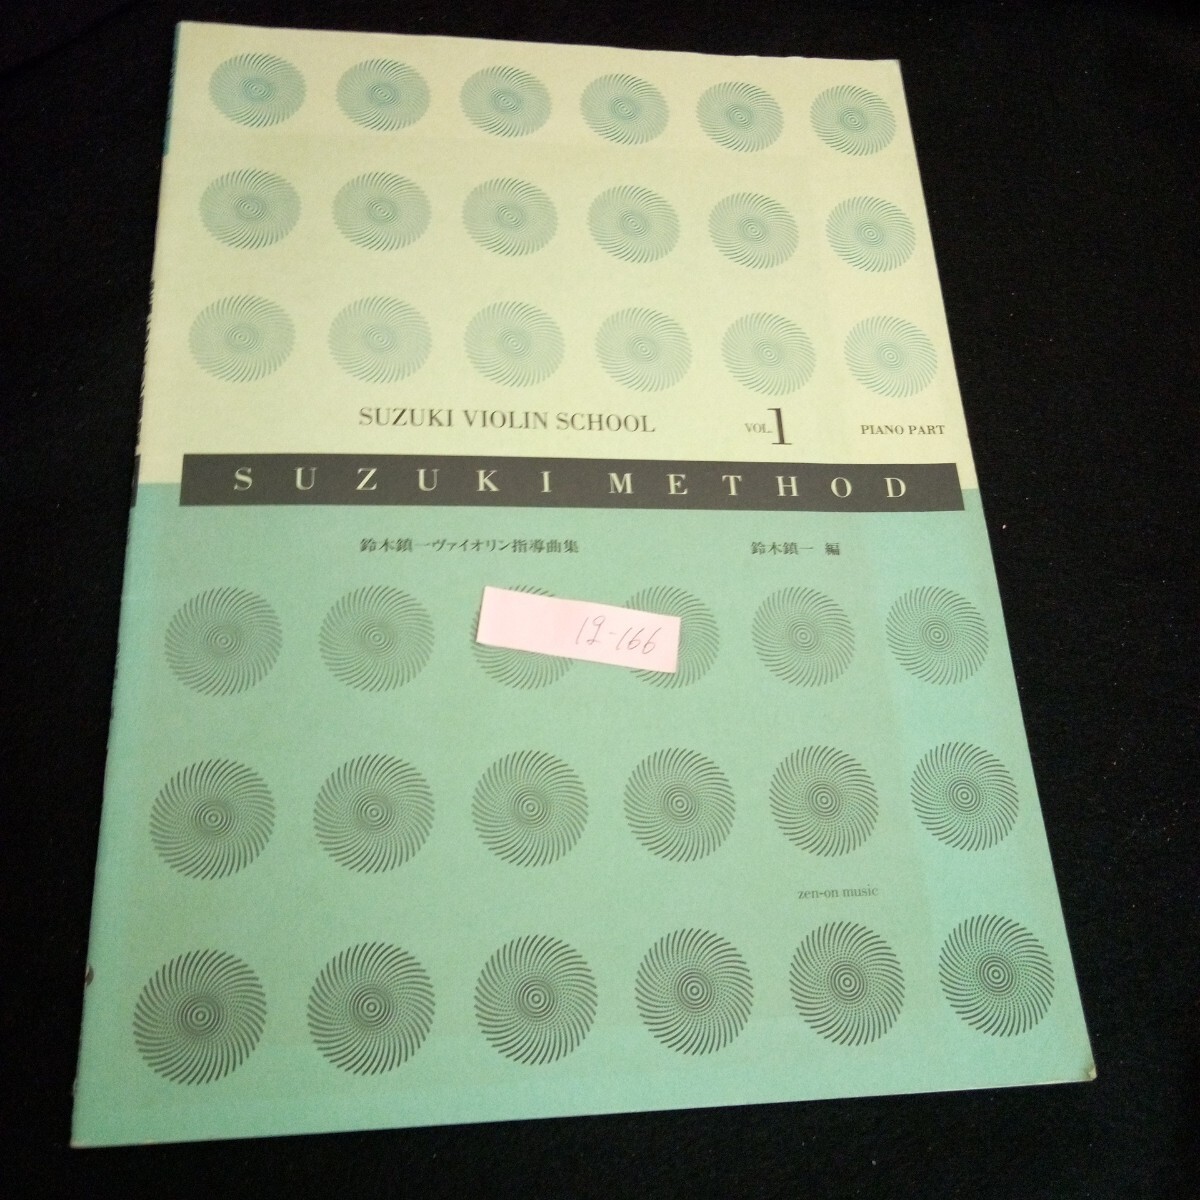 SUZUKI VIOLIN SCHOOL VOL.1 PIANO PART
SUZUKI METHOD
鈴木鎮一ヴァイオリン指導曲集 鈴木鎮一 編
19-166
zen-on music